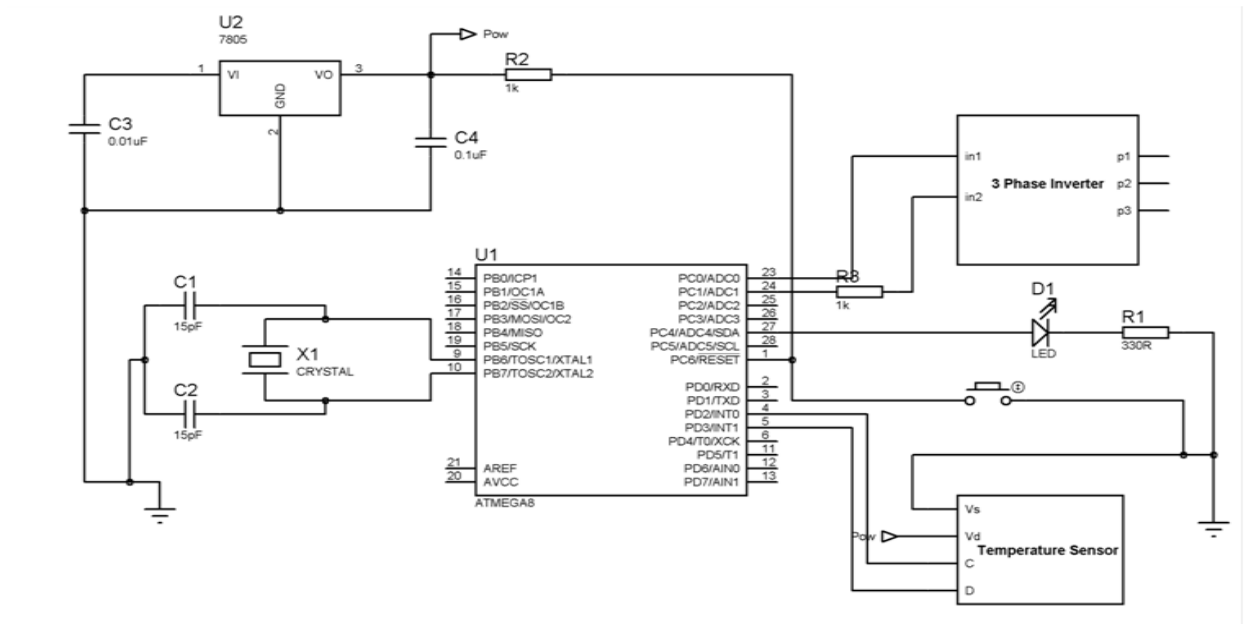 U2
7805
1
VI
VO
3
GND
2
Pow
R2
1k
C3
0.01uF
C4
0.1uF
in1
in2
3 Phase Inverter
p1
p2
p3
C1
15pF
X1
CRYSTAL
C2
15pF
U1
14 PB0/ICP1
15 PB1/OC1A
16 PB2/SS/OC1B
17 PB3/MOSI/OC2
18 PB4/MISO
19 PB5/SCK
9 PB6/TOSC1/XTAL1
10 PB7/TOSC2/XTAL2
21 AREF
20 AVCC
PC0/ADC0 23
PC1/ADC1 24
PC2/ADC2 25
PC3/ADC3 26
PC4/ADC4/SDA 27
PC5/ADC5/SCL 28
PC6/RESET 1
PD0/RXD 2
PD1/TXD 3
PD2/INT0 4
PD3/INT1 5
PD4/T0/XCK 6
PD5/T1 11
PD6/AIN0 12
PD7/AIN1 13
ATMEGA8
R3
1k
D1
LED
R1
330R
Vs
Pow
Vd
C
D
Temperature Sensor